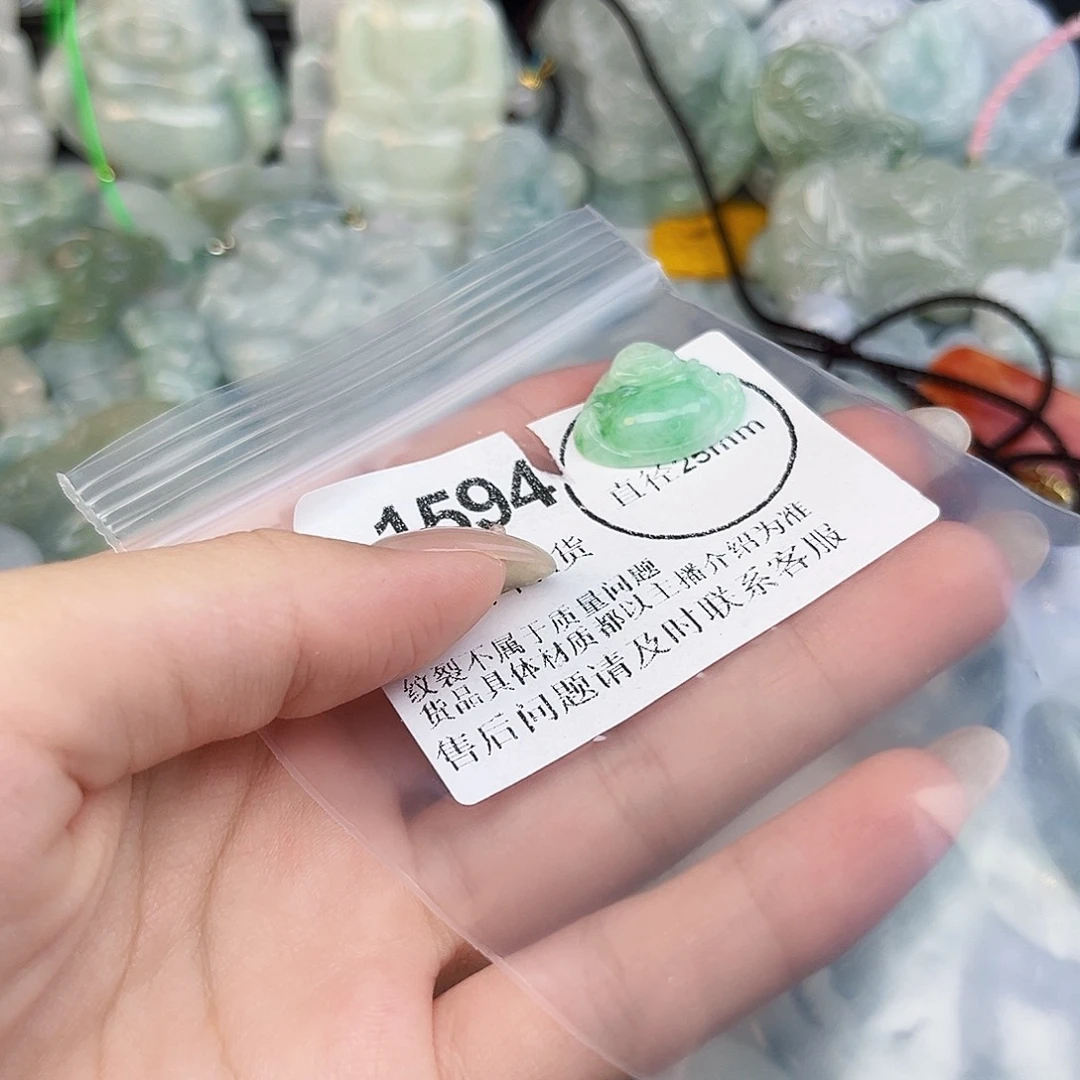 1594
直径25mm
货
纹裂不属于质量问题
货品具体材质都以主播介绍为准
售后问题请及时联系客服